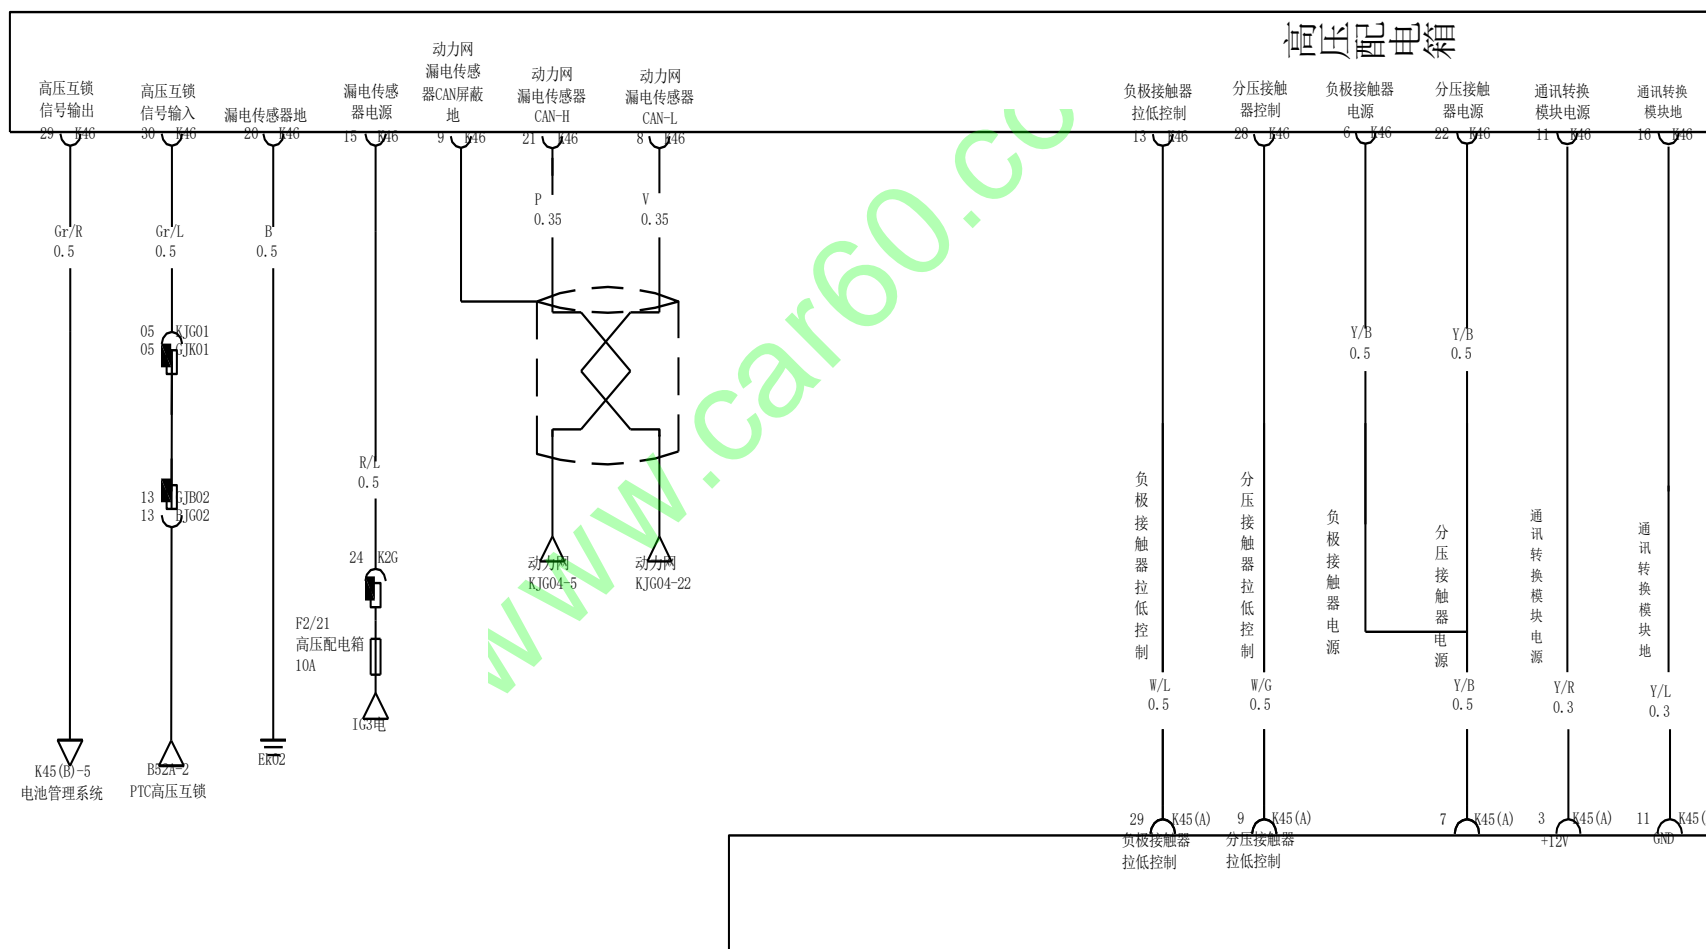 高压配电箱
高压互锁
信号输出
29 K46
高压互锁
信号输入
30 K46
漏电传感器地
28 K46
漏电传感
器电源
15 K46
动力网
漏电传感
器CAN屏蔽
地
9 K46
动力网
漏电传感器
CAN-H
21 K46
动力网
漏电传感器
CAN-L
8 K46
负极接触器
拉低控制
13 K46
分压接触
器控制
28 K46
负极接触器
电源
6 K46
分压接触
器电源
22 K46
通讯转换
模块电源
11 K46
通讯转换
模块地
16 K46
P
0.35
V
0.35
Gr/R
0.5
Gr/L
0.5
B
0.5
05 KJG01
05 GJK01
Y/B
0.5
Y/B
0.5
R/L
0.5
13 GJB02
13 BJG02
24 K2G
动力网
KJG04-5
动力网
KJG04-22
F2/21
高压配电箱
10A
IG3电
负极接触器拉低控制
分压接触器拉低控制
负极接触器电源
分压接触器电源
通讯转换模块电源
通讯转换模块地
W/L
0.5
W/G
0.5
Y/B
0.5
Y/R
0.3
Y/L
0.3
K45(B)-5
电池管理系统
B52A-2
PTC高压互锁
Ek02
29 K45(A)
负极接触器
拉低控制
9 K45(A)
分压接触器
拉低控制
7 K45(A)
3 K45(A)
+12V
11 K45(
GND
www.car60.co